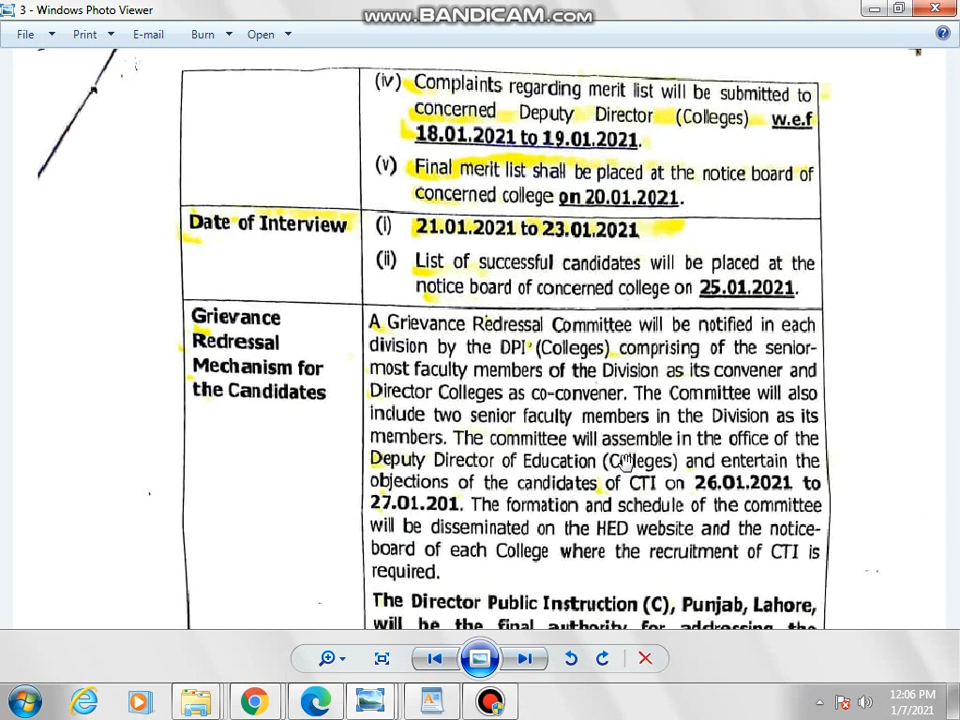 3 - Windows Photo Viewer
www.BANDICAM.com
File Print E-mail Burn Open
(iv) Complaints regarding merit list will be submitted to
concerned Deputy Director (Colleges) w.e.f
18.01.2021 to 19.01.2021.
(v) Final merit list shall be placed at the notice board of
concerned college on 20.01.2021.
Date of Interview
(i) 21.01.2021 to 23.01.2021
(ii) List of successful candidates will be placed at the
notice board of concerned college on 25.01.2021.
Grievance
Redressal
Mechanism for
the Candidates
A Grievance Redressal Committee will be notified in each
division by the DPI (Colleges) comprising of the senior-
most faculty members of the Division as its convener and
Director Colleges as co-convener. The Committee will also
include two senior faculty members in the Division as its
members. The committee will assemble in the office of the
Deputy Director of Education (Colleges) and entertain the
objections of the candidates of CTI on 26.01.2021 to
27.01.201. The formation and schedule of the committee
will be disseminated on the HED website and the notice-
board of each College where the recruitment of CTI is
required.
The Director Public Instruction (C), Punjab, Lahore,
will be the final authority for addressing the
12:06 PM
1/7/2021